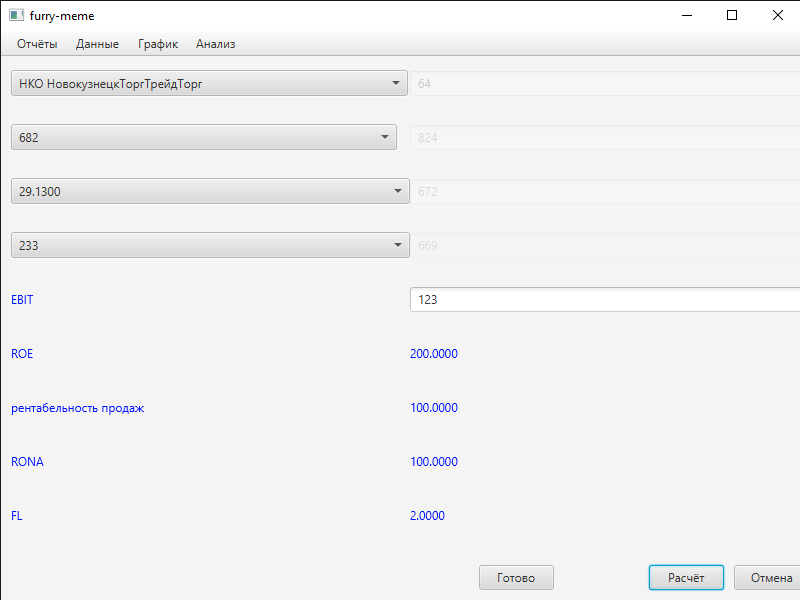 furry-meme
Отчёты Данные График Анализ
НКО НовокузнецкТоргТрейдТорг 64
682 824
29.1300 672
233 669
EBIT 123
ROE 200.0000
рентабельность продаж 100.0000
RONA 100.0000
FL 2.0000
Готово Расчёт Отмена